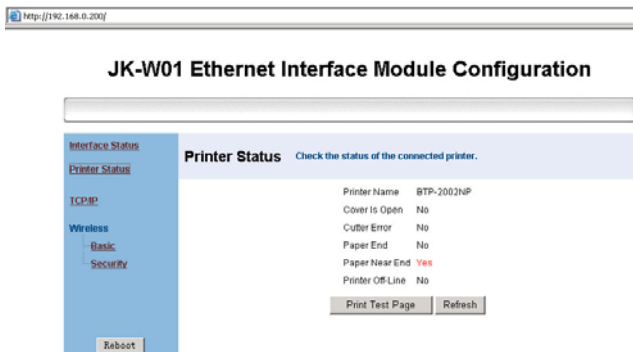 http://192.168.0.200/
JK-W01 Ethernet Interface Module Configuration
Interface Status
Printer Status
TCP/IP
Wireless
Basic
Security
Reboot
Printer Status Check the status of the connected printer.
Printer Name BTP-2002NP
Cover Is Open No
Cutter Error No
Paper End No
Paper Near End Yes
Printer Off-Line No
Print Test Page Refresh